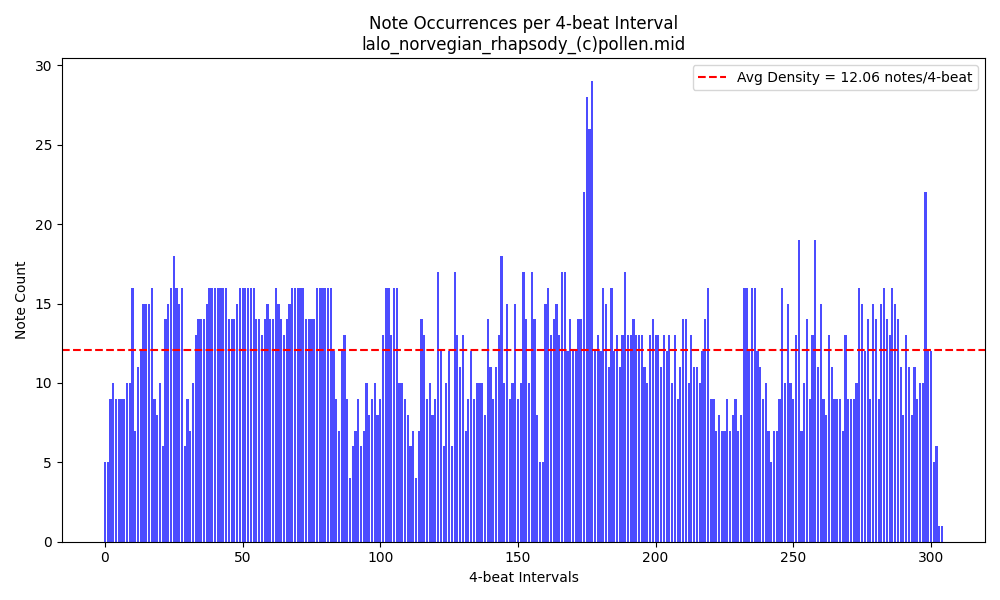 Note Occurrences per 4-beat Interval
lalo_norvegian_rhapsody_(c)pollen.mid
Avg Density = 12.06 notes/4-beat
Note Count
30
25
20
15
10
5
0
0 50 100 150 200 250 300
4-beat Intervals